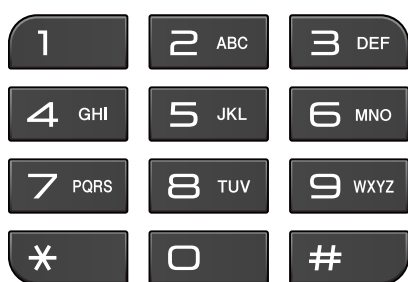 1 2 ABC 3 DEF
4 GHI 5 JKL 6 MNO
7 PQRS 8 TUV 9 WXYZ
* 0 #